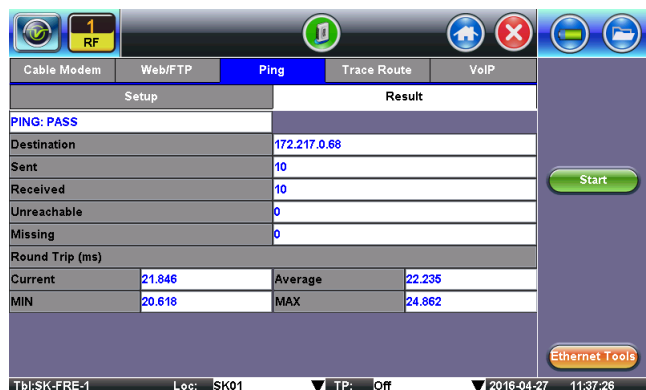 1
RF
Cable Modem Web/FTP Ping Trace Route VoIP
Setup Result
PING: PASS
Destination 172.217.0.68
Sent 10
Received 10
Start
Unreachable 0
Missing 0
Round Trip (ms)
Current 21.846 Average 22.235
MIN 20.618 MAX 24.862
Ethernet Tools
Tbl:SK-FRE-1 Loc: SK01 TP: Off 2016-04-27 11:37:26